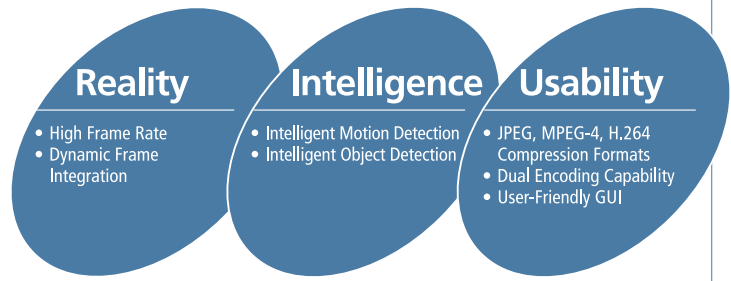 Reality
• High Frame Rate
• Dynamic Frame
Integration
Intelligence
• Intelligent Motion Detection
• Intelligent Object Detection
Usability
• JPEG, MPEG-4, H.264
Compression Formats
• Dual Encoding Capability
• User-Friendly GUI